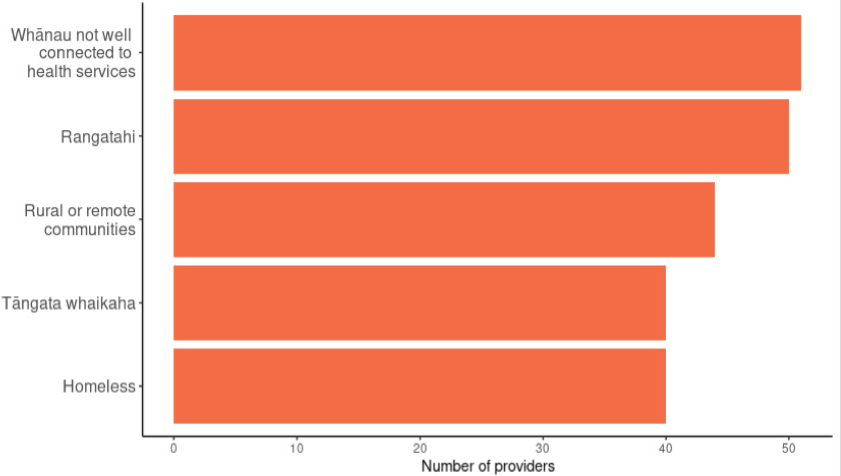 Whānau not well
connected to
health services
Rangatahi
Rural or remote
communities
Tāngata whaikaha
Homeless
0 10 20 30 40 50
Number of providers